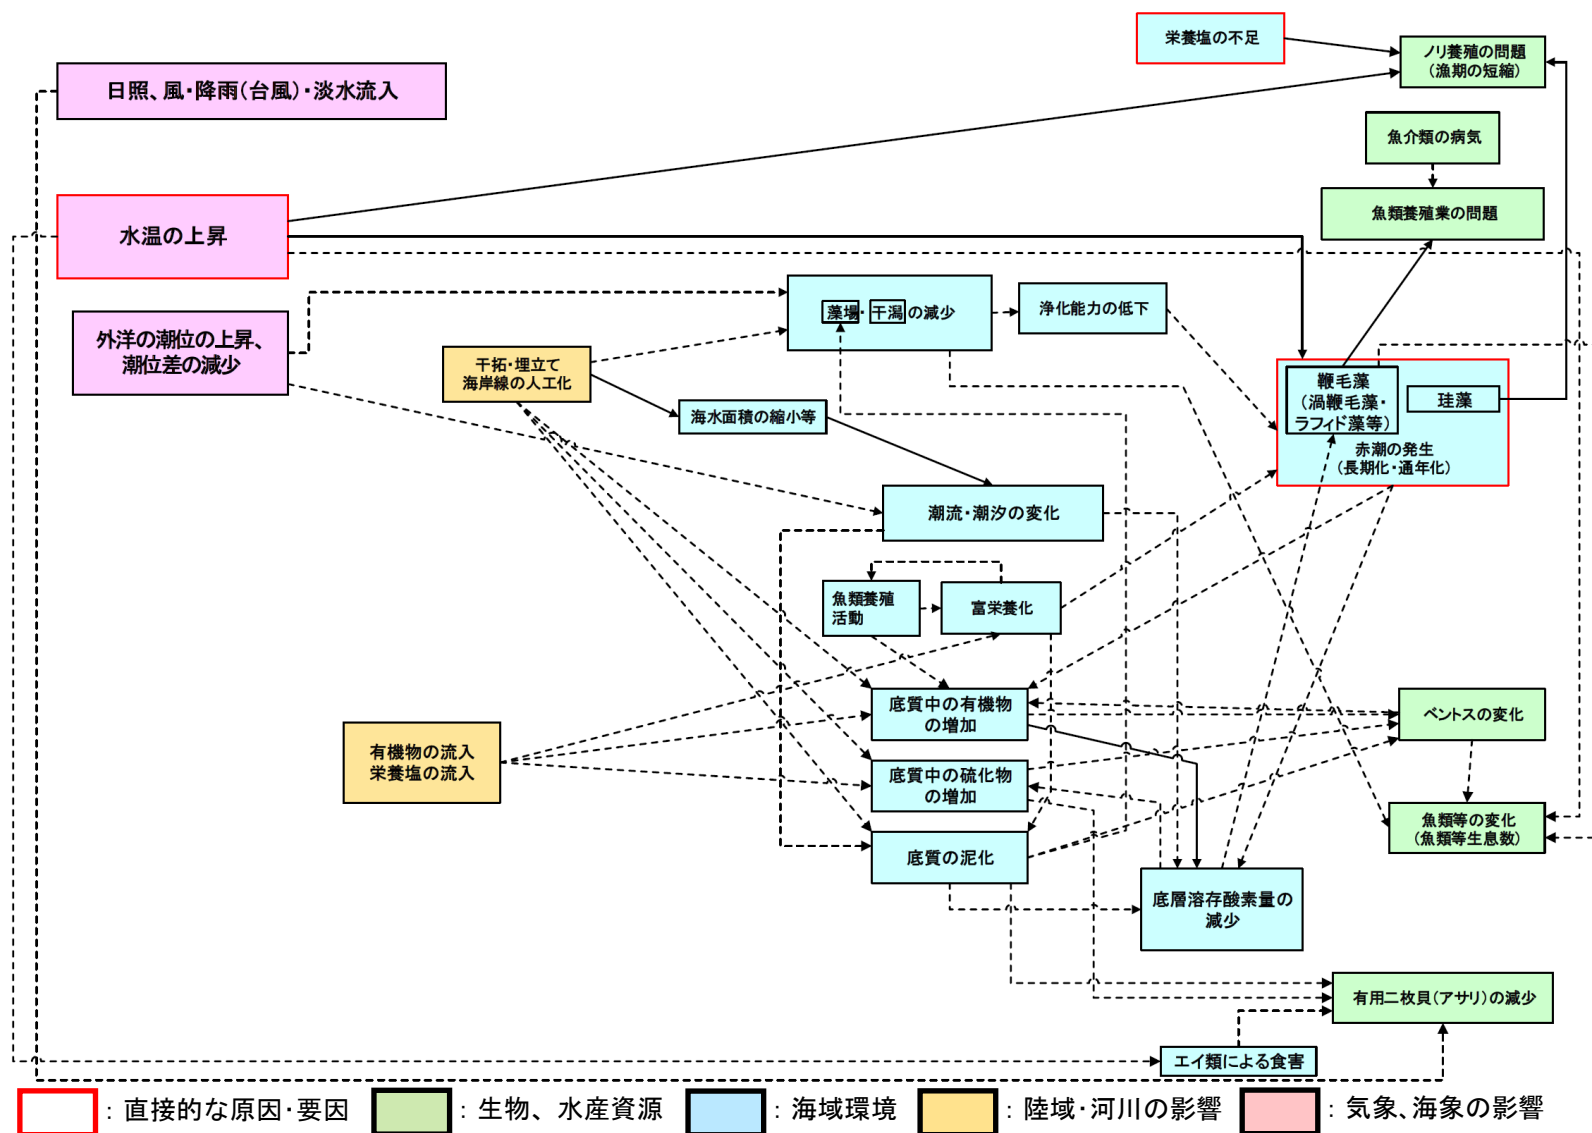 栄養塩の不足
ノリ養殖の問題
（漁期の短縮）
日照、風・降雨（台風）・淡水流入
魚介類の病気
魚類養殖業の問題
水温の上昇
外洋の潮位の上昇、
潮位差の減少
藻場・干潟の減少
浄化能力の低下
干拓・埋立て
海岸線の人工化
海水面積の縮小等
鞭毛藻
（渦鞭毛藻・
ラフィド藻等）
珪藻
赤潮の発生
（長期化・通年化）
潮流・潮汐の変化
魚類養殖
活動
富栄養化
底質中の有機物
の増加
ベントスの変化
有機物の流入
栄養塩の流入
底質中の硫化物
の増加
魚類等の変化
（魚類等生息数）
底質の泥化
底層溶存酸素量の
減少
有用二枚貝（アサリ）の減少
エイ類による食害
：直接的な原因・要因
：生物、水産資源
：海域環境
：陸域・河川の影響
：気象、海象の影響